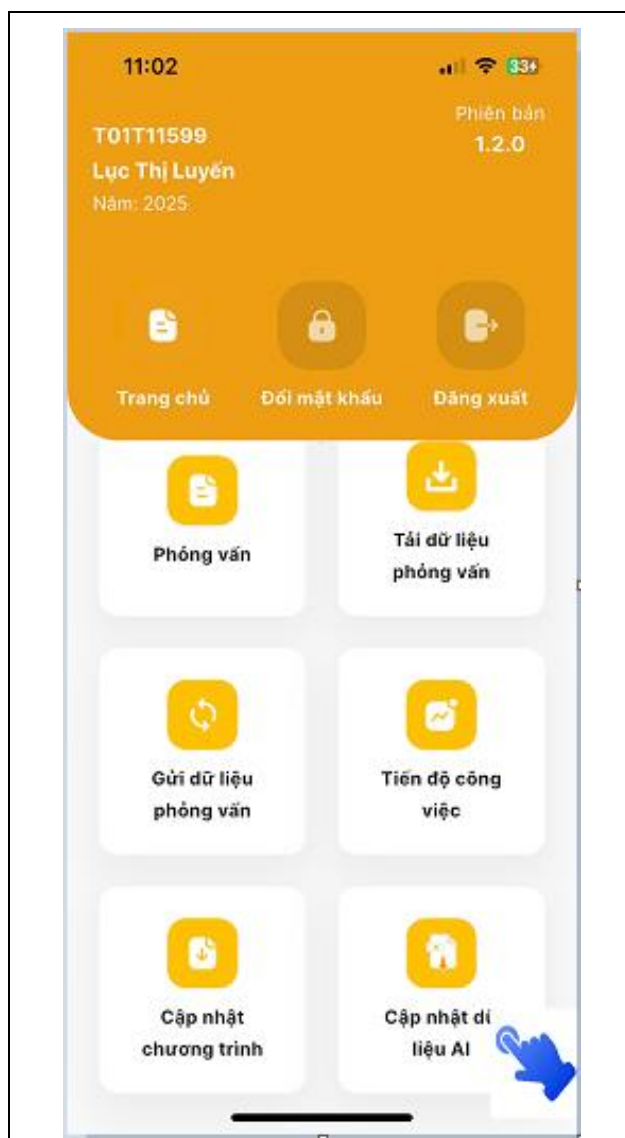 11:02
33
Phiên bản
T01T11599
1.2.0
Lục Thị Luyến
Năm: 2025
Trang chủ
Đổi mật khẩu
Đăng xuất
Phỏng vấn
Tải dữ liệu
phỏng vấn
Gửi dữ liệu
phỏng vấn
Tiến độ công
việc
Cập nhật
chương trình
Cập nhật
liệu AI